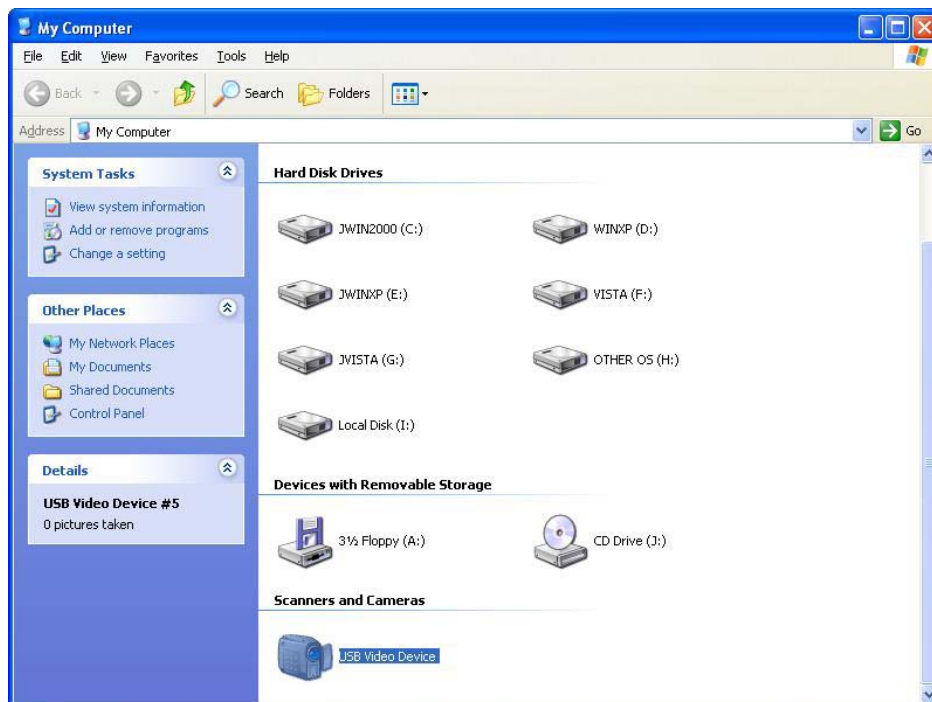 My Computer
File Edit View Favorites Tools Help
Back Search Folders
Address My Computer Go
System Tasks
View system information
Add or remove programs
Change a setting
Other Places
My Network Places
My Documents
Shared Documents
Control Panel
Details
USB Video Device #5
0 pictures taken
Hard Disk Drives
JWIN2000 (C:) WINXP (D:)
JWINXP (E:) VISTA (F:)
JVISTA (G:) OTHER OS (H:)
Local Disk (I:)
Devices with Removable Storage
3½ Floppy (A:) CD Drive (J:)
Scanners and Cameras
USB Video Device